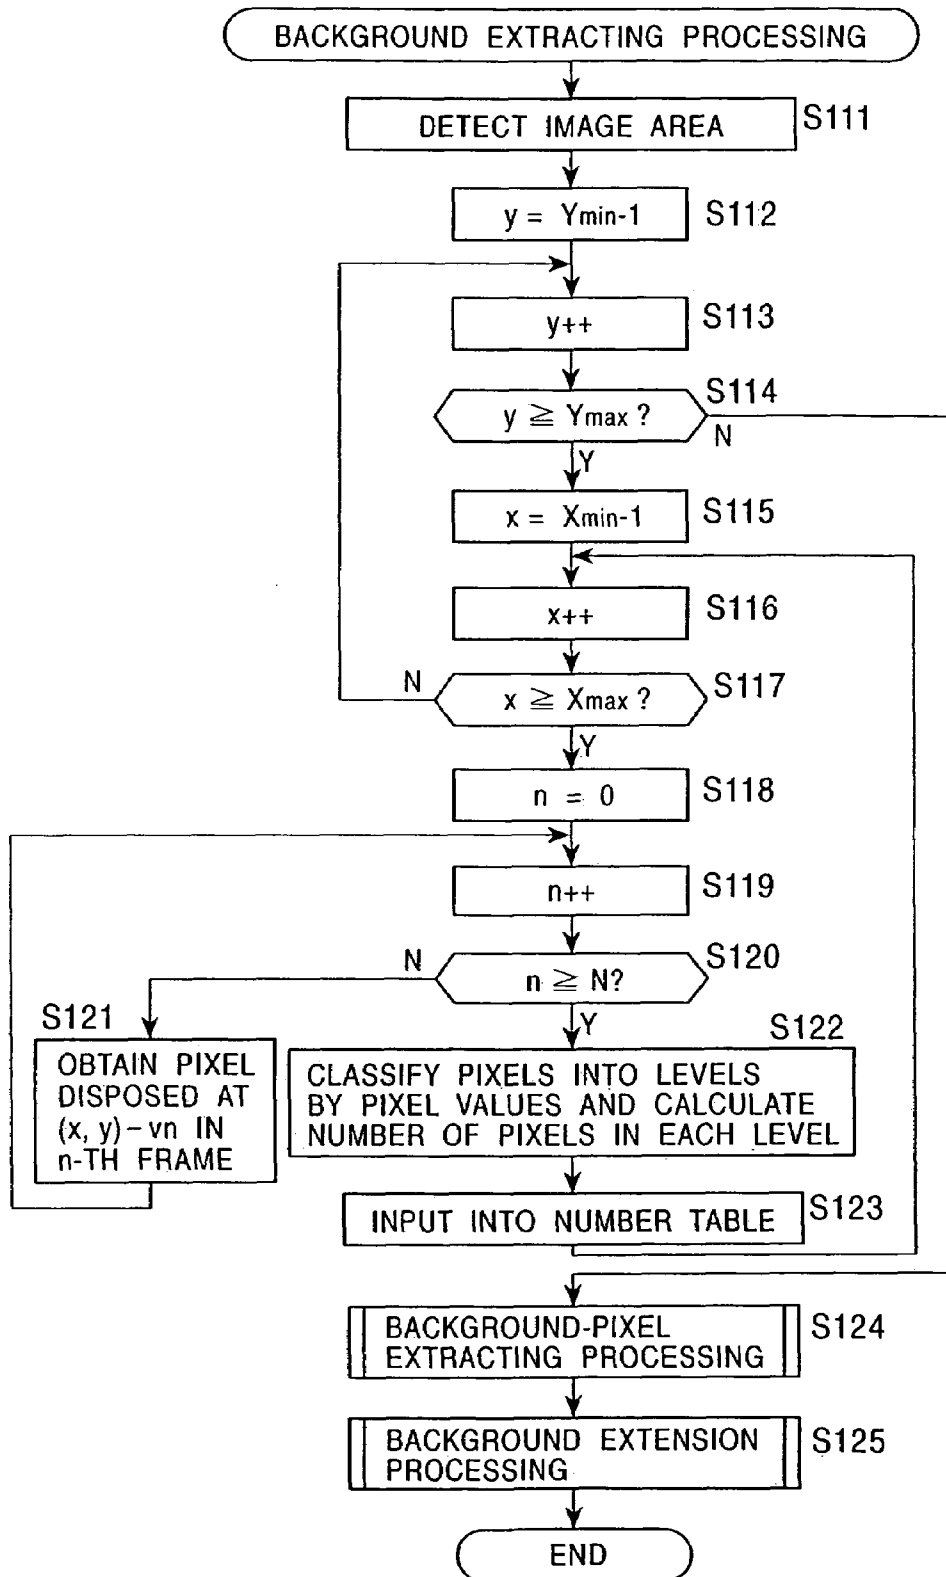 BACKGROUND EXTRACTING PROCESSING
DETECT IMAGE AREA
S111
y = Ymin-1
S112
y++
S113
S114
y ≧ Ymax ?
N
Y
x = Xmin-1
S115
x++
S116
N
x ≧ Xmax ?
S117
Y
n = 0
S118
n++
S119
N
n ≧ N?
S120
Y
S121
OBTAIN PIXEL
DISPOSED AT
(x, y) – vn IN
n-TH FRAME
S122
CLASSIFY PIXELS INTO LEVELS
BY PIXEL VALUES AND CALCULATE
NUMBER OF PIXELS IN EACH LEVEL
INPUT INTO NUMBER TABLE
S123
BACKGROUND-PIXEL
EXTRACTING PROCESSING
S124
BACKGROUND EXTENSION
PROCESSING
S125
END